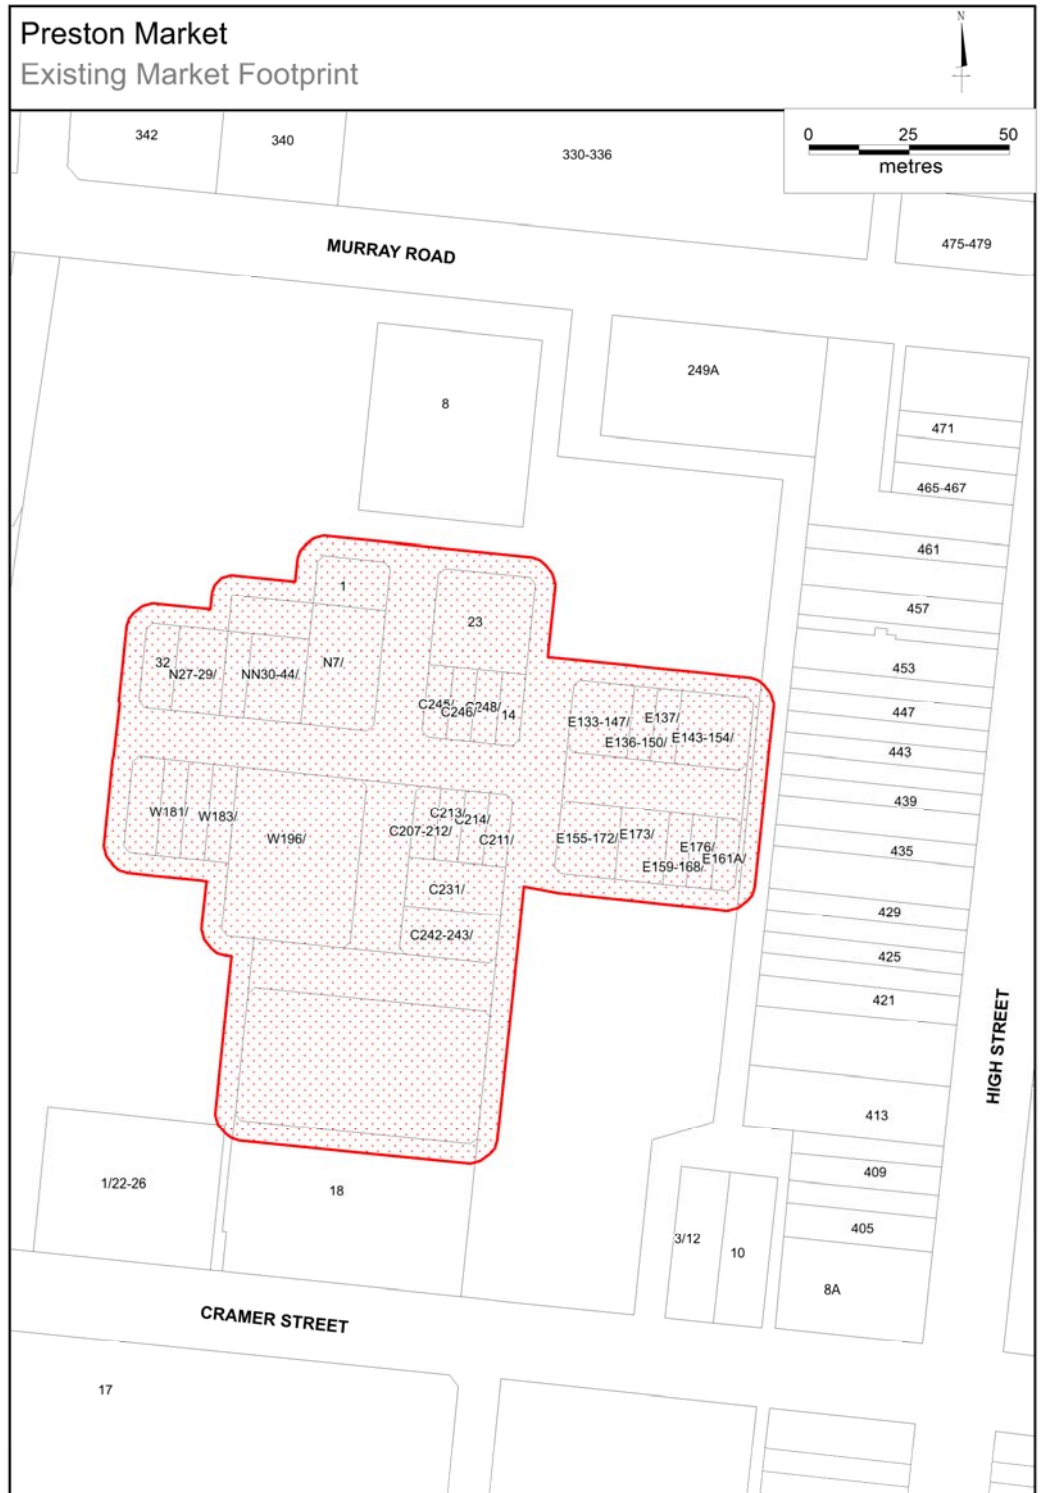 Preston Market
Existing Market Footprint
N
0 25 50
metres
342
340
330-336
475-479
MURRAY ROAD
249A
8
471
465-467
461
457
453
447
443
439
435
429
425
421
413
409
405
8A
HIGH STREET
1
23
32
N27-29/
NN30-44/
N7/
C245/
C246/
C248/
14
E133-147/
E137/
E136-150/
E143-154/
W181/
W183/
W196/
C213/
C214/
C207-212/
C211/
C231/
C242-243/
E155-172/
E173/
E176/
E159-168/
E161A/
1/22-26
18
3/12
10
CRAMER STREET
17